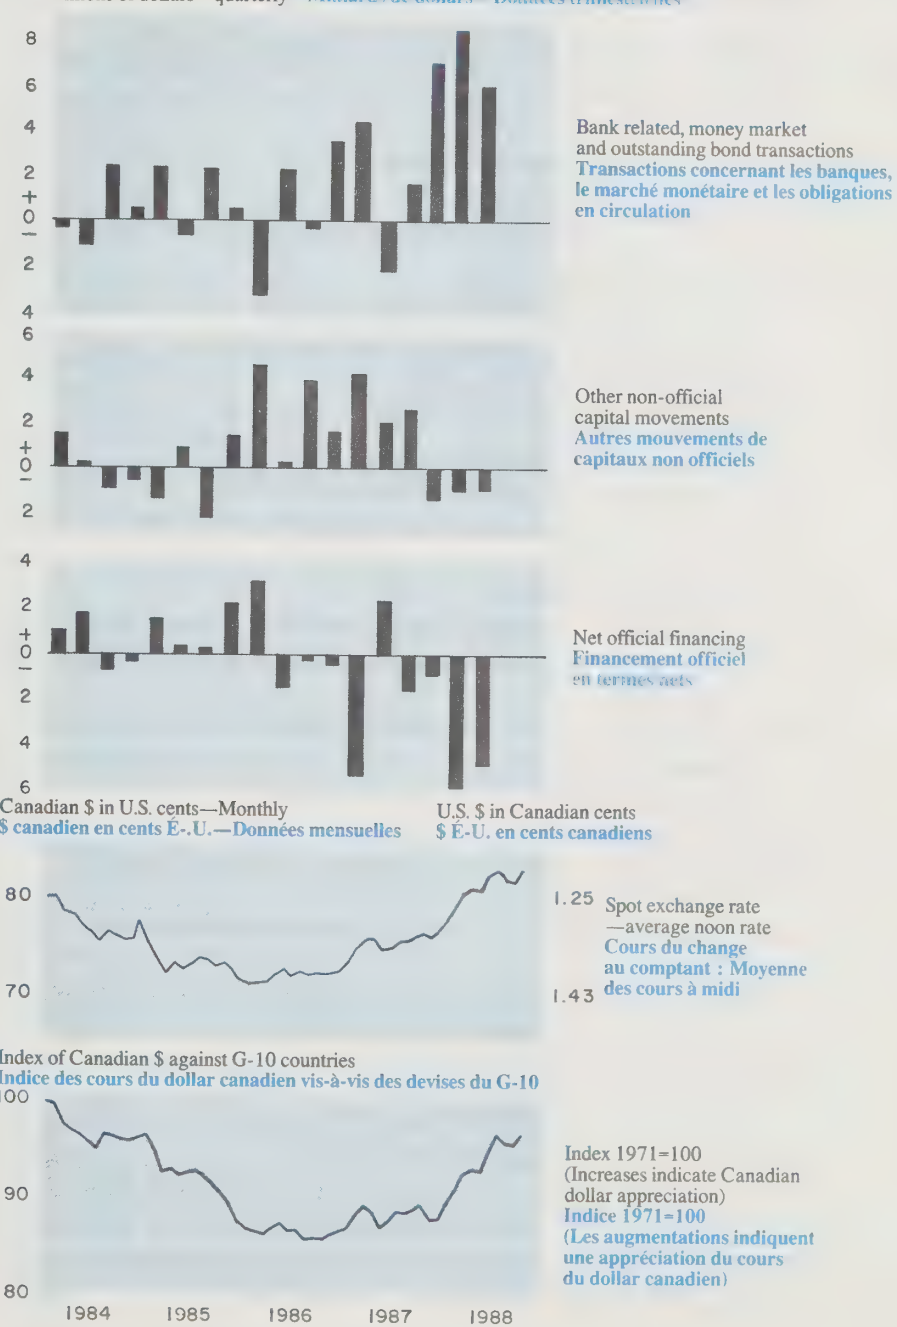 8
6
4
2
+
0
—
2
4
Bank related, money market
and outstanding bond transactions
Transactions concernant les banques,
le marché monétaire et les obligations
en circulation
6
4
2
+
0
—
2
Other non-official
capital movements
Autres mouvements de
capitaux non officiels
4
2
+
0
—
2
4
6
Net official financing
Financement officiel
en termes nets
Canadian $ in U.S. cents—Monthly
$ canadien en cents É-.U.—Données mensuelles
U.S. $ in Canadian cents
$ É-U. en cents canadiens
80
70
1.25
1.43
Spot exchange rate
—average noon rate
Cours du change
au comptant : Moyenne
des cours à midi
Index of Canadian $ against G-10 countries
Indice des cours du dollar canadien vis-à-vis des devises du G-10
100
90
80
Index 1971=100
(Increases indicate Canadian
dollar appreciation)
Indice 1971=100
(Les augmentations indiquent
une appréciation du cours
du dollar canadien)
1984 1985 1986 1987 1988